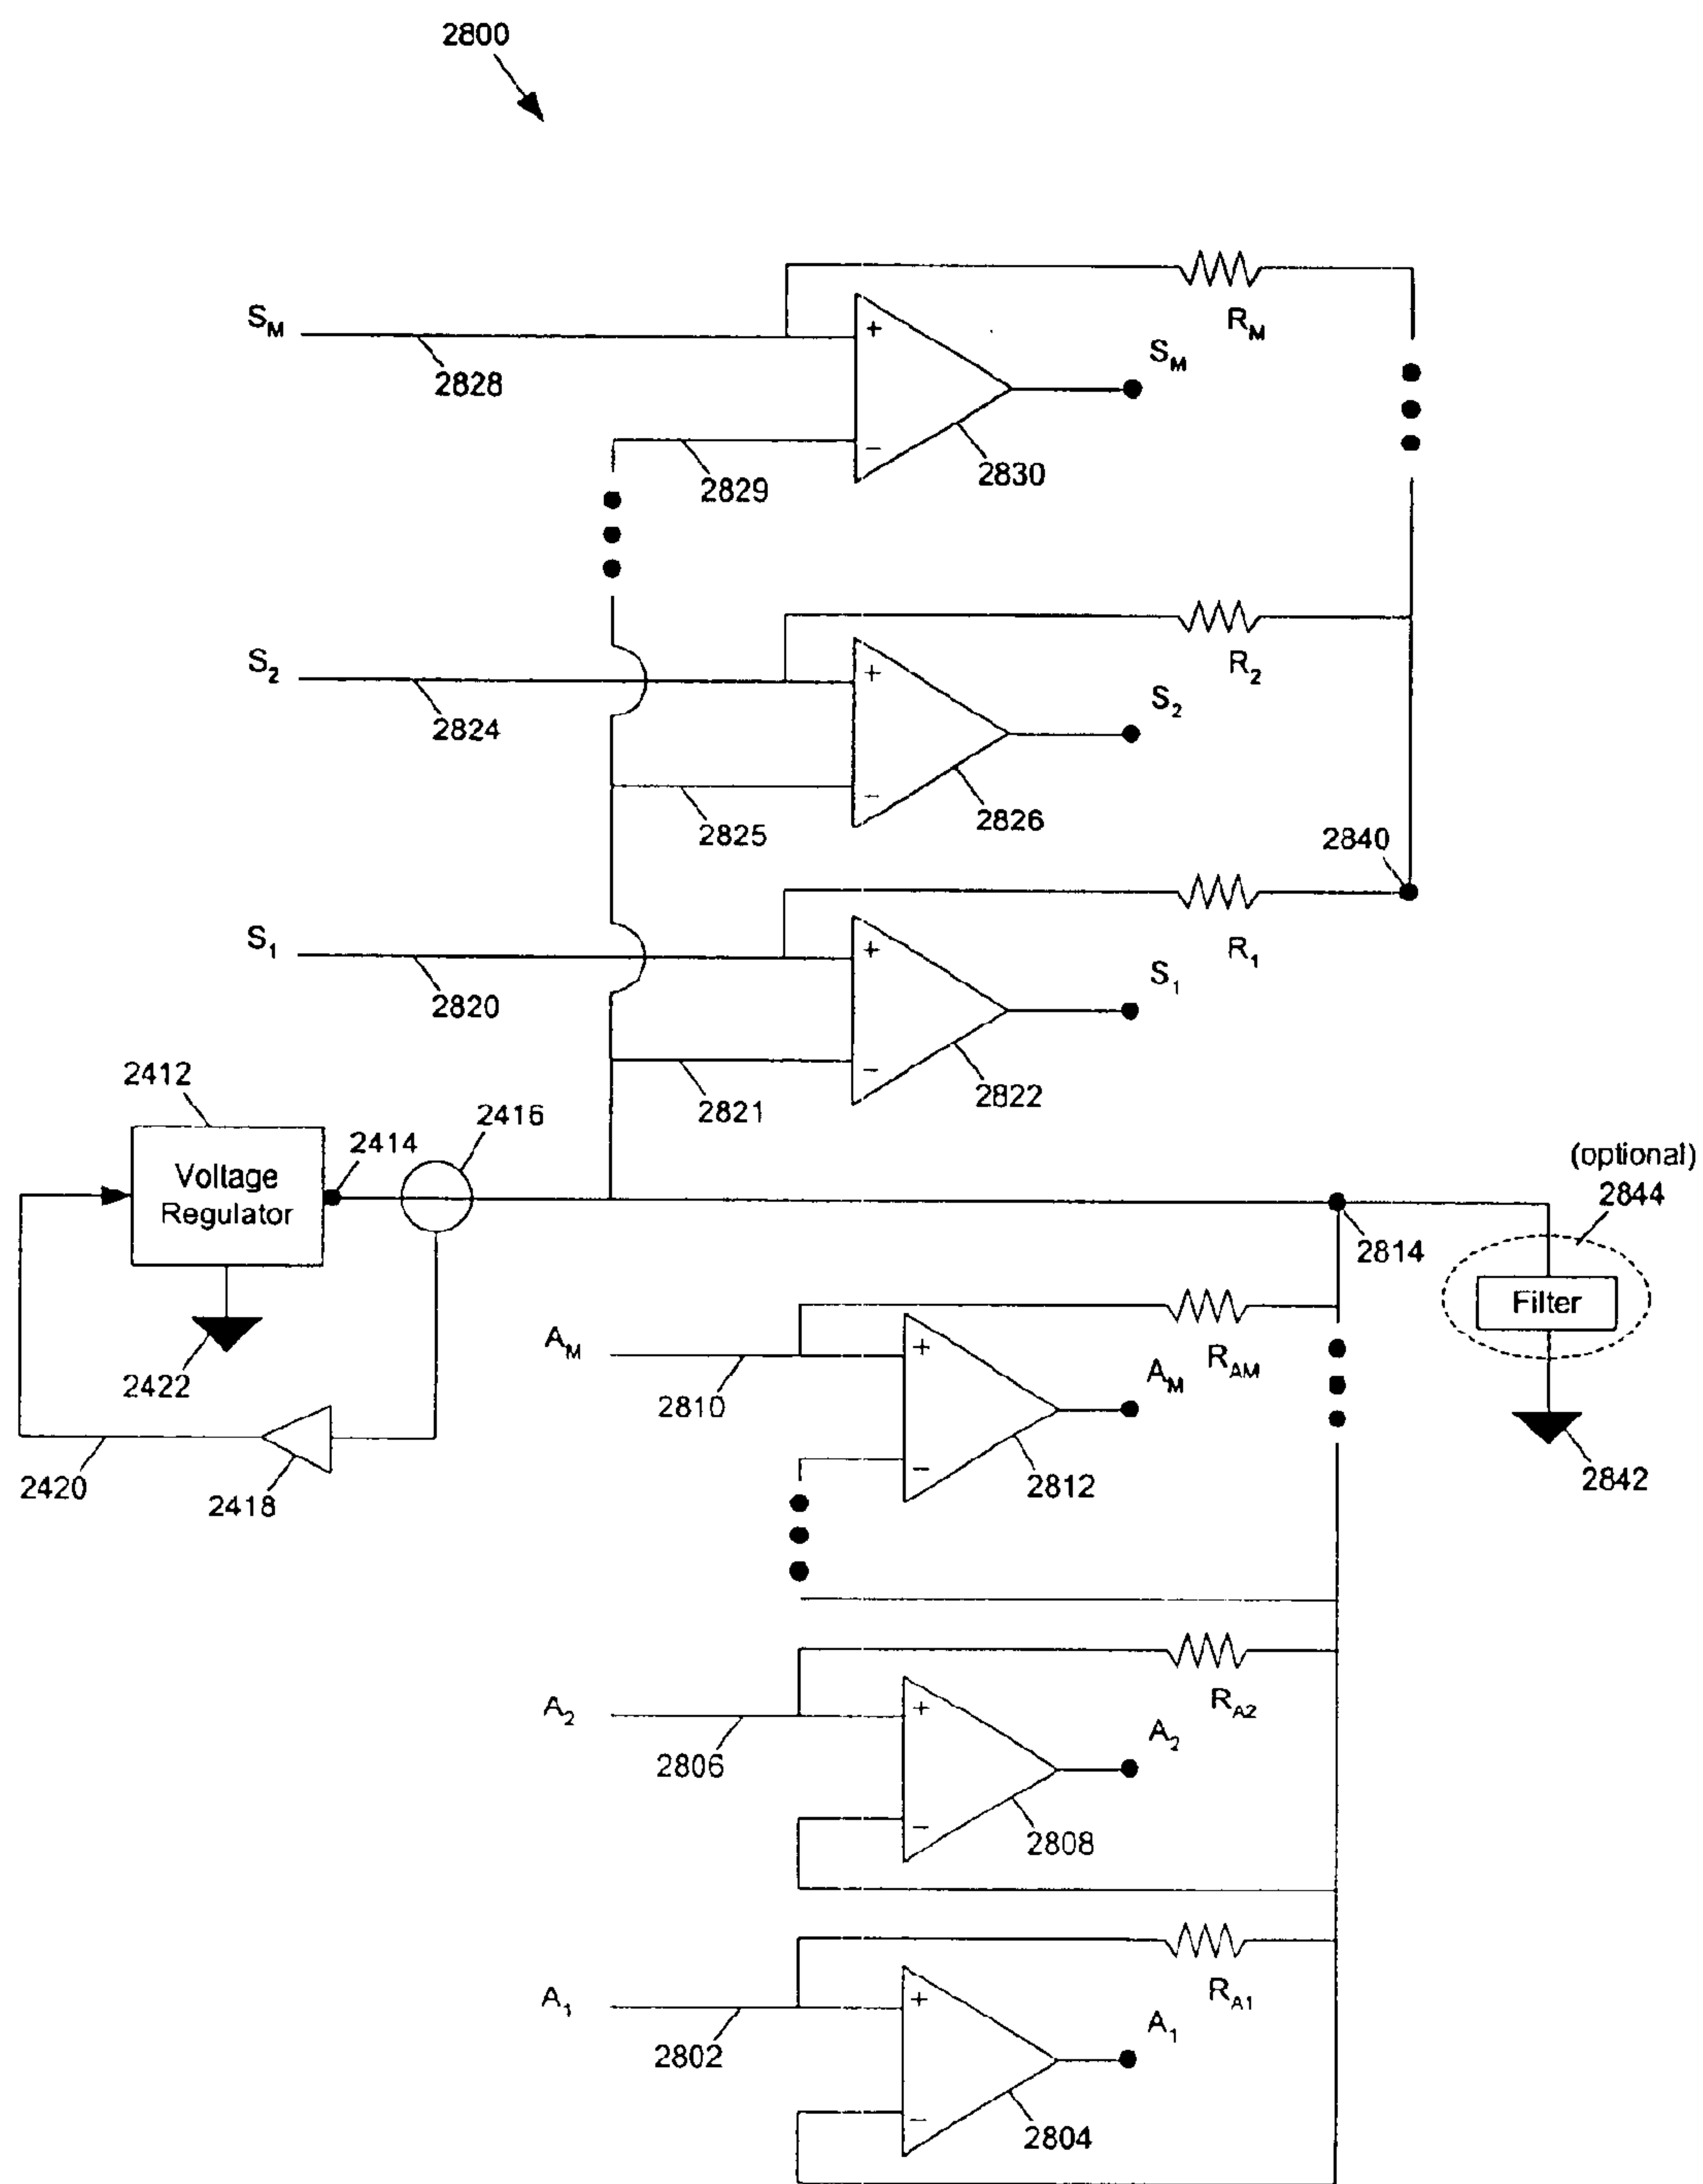 2800
S_M
2828
+
−
R_M
S_M
2829
2830
S_2
2824
+
−
R_2
S_2
2825
2826
2840
S_1
2820
+
−
R_1
S_1
2821
2822
2412
2414
2416
Voltage
Regulator
2422
2420
2418
(optional)
2844
2814
Filter
2842
A_M
2810
+
−
R_AM
A_M
2812
A_2
2806
+
−
R_A2
A_2
2808
A_1
2802
+
−
R_A1
A_1
2804